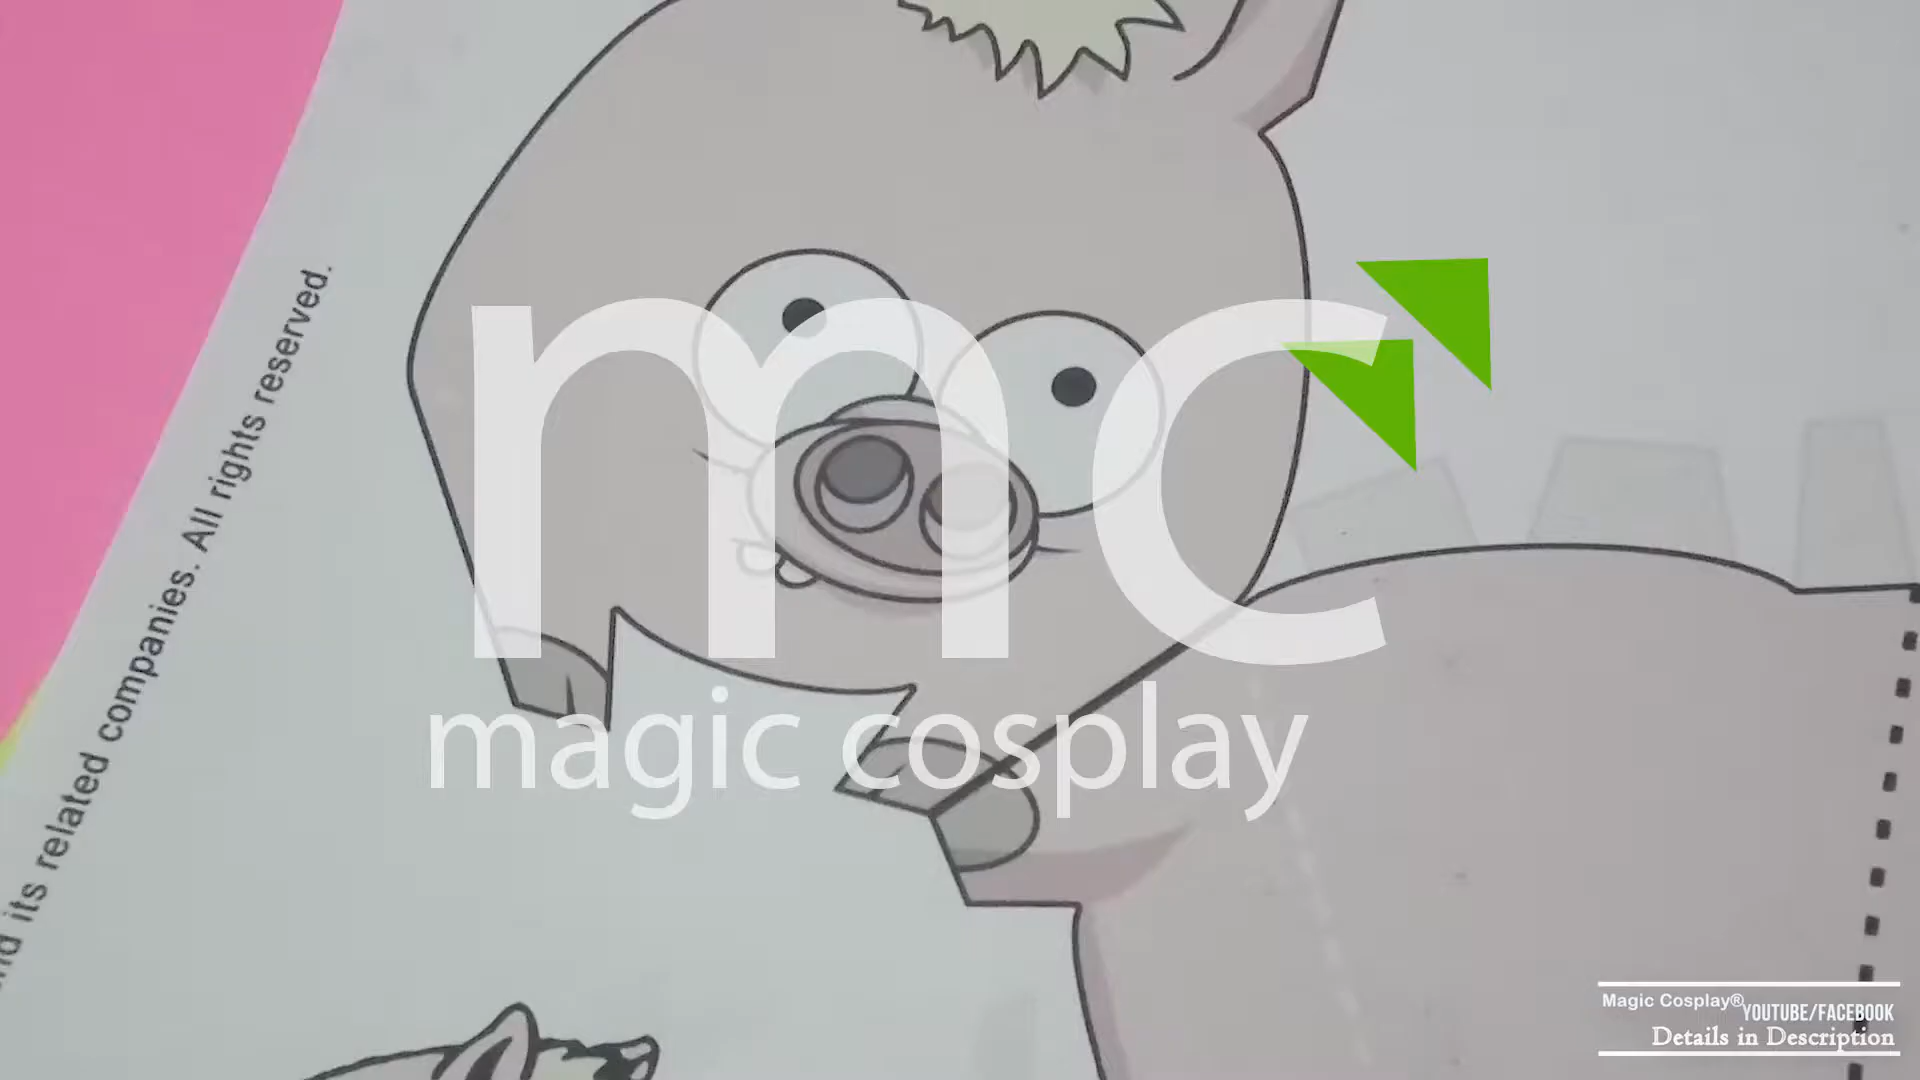 nd its related companies. All rights reserved.
mc
magic cosplay
Magic Cosplay®
YOUTUBE/FACEBOOK
Details in Description